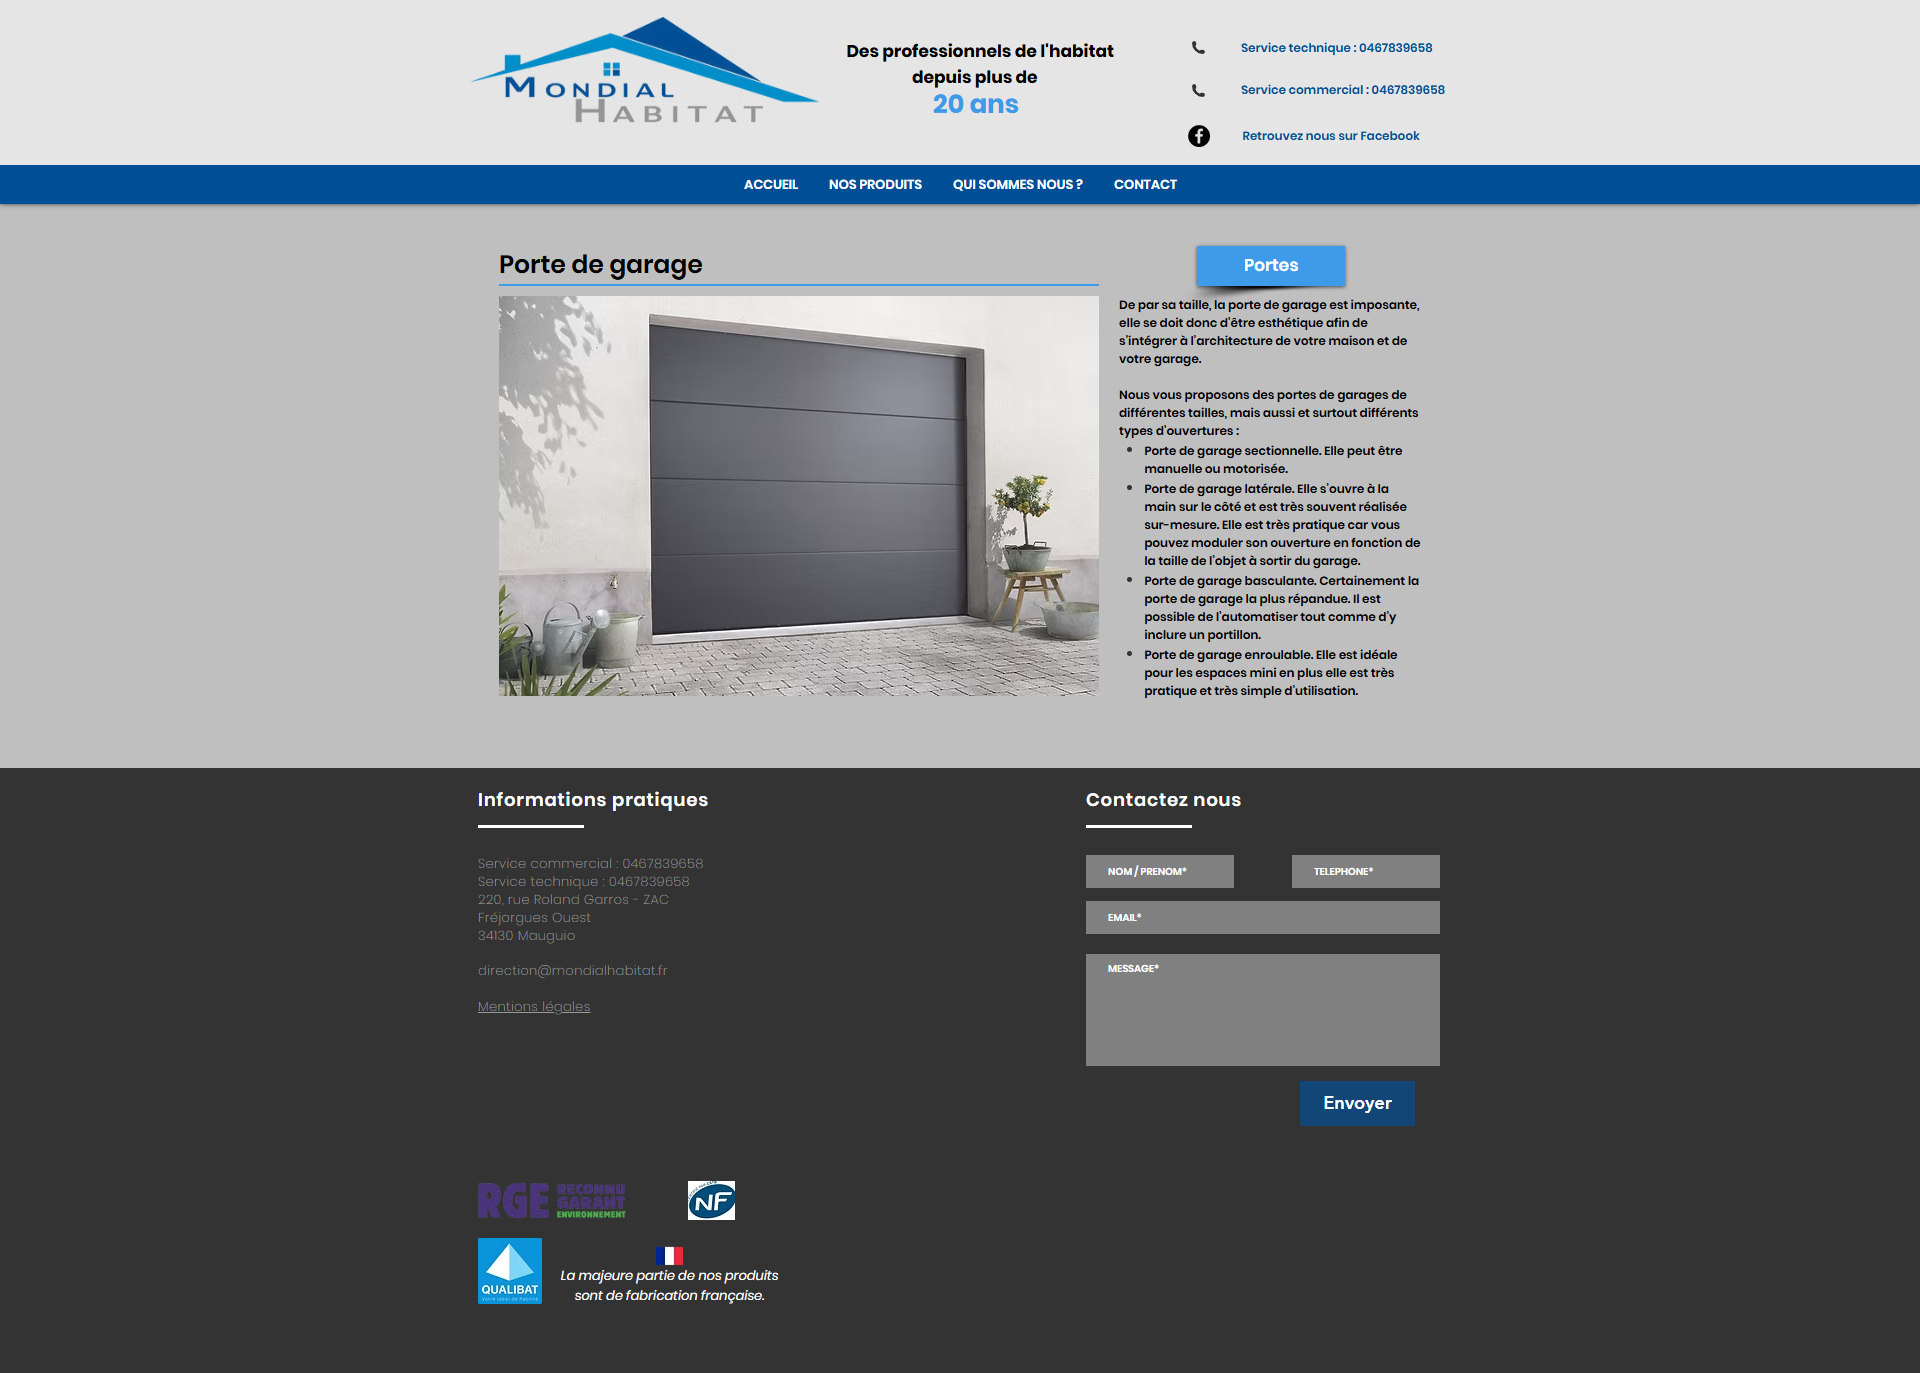 MONDIAL
HABITAT
Des professionnels de l'habitat
depuis plus de
20 ans
Service technique : 0467839658
Service commercial : 0467839658
Retrouvez nous sur Facebook
ACCUEIL
NOS PRODUITS
QUI SOMMES NOUS ?
CONTACT
Porte de garage
Portes
De par sa taille, la porte de garage est imposante,
elle se doit donc d'être esthétique afin de
s'intégrer à l'architecture de votre maison et de
votre garage.
Nous vous proposons des portes de garages de
différentes tailles, mais aussi et surtout différents
types d'ouvertures :
Porte de garage sectionnelle. Elle peut être
manuelle ou motorisée.
Porte de garage latérale. Elle s'ouvre à la
main sur le côté et est très souvent réalisée
sur-mesure. Elle est très pratique car vous
pouvez moduler son ouverture en fonction de
la taille de l'objet à sortir du garage.
Porte de garage basculante. Certainement la
porte de garage la plus répandue. Il est
possible de l'automatiser tout comme d'y
inclure un portillon.
Porte de garage enroulable. Elle est idéale
pour les espaces mini en plus elle est très
pratique et très simple d'utilisation.
Informations pratiques
Service commercial : 0467839658
Service technique : 0467839658
220, rue Roland Garros - ZAC
Fréjorgues Ouest
34130 Mauguio
direction@mondialhabitat.fr
Mentions légales
Contactez nous
NOM / PRENOM*
TELEPHONE*
EMAIL*
MESSAGE*
Envoyer
RGE
RECONNU
GARANT
ENVIRONNEMENT
NF
QUALIBAT
La majeure partie de nos produits
sont de fabrication française.